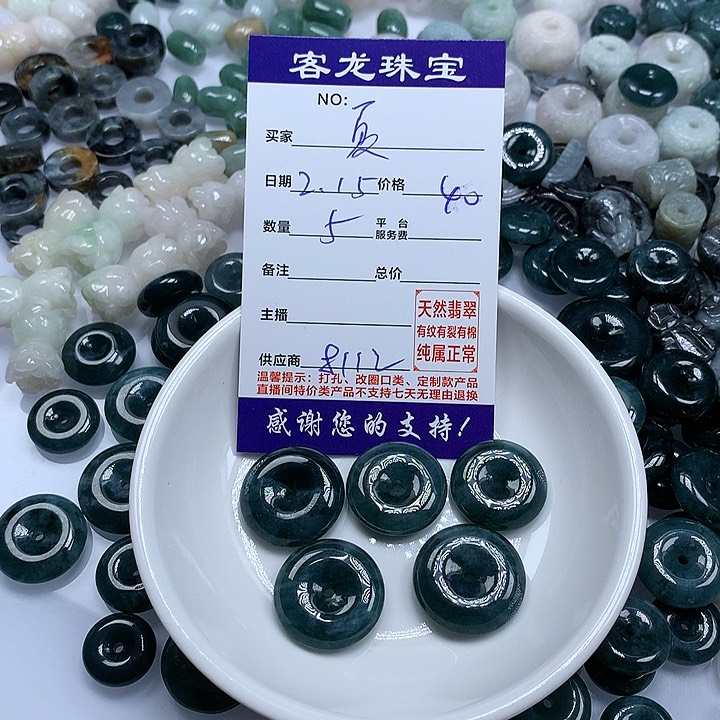 客龙珠宝
NO:
买家 夏
日期 2.15 价格 40
数量 5 平台服务费
备注 总价
主播
天然翡翠
有纹有裂有棉
纯属正常
供应商 8112
温馨提示：打孔、改圈口类、定制款产品
直播间特价类产品不支持七天无理由退换
感谢您的支持!